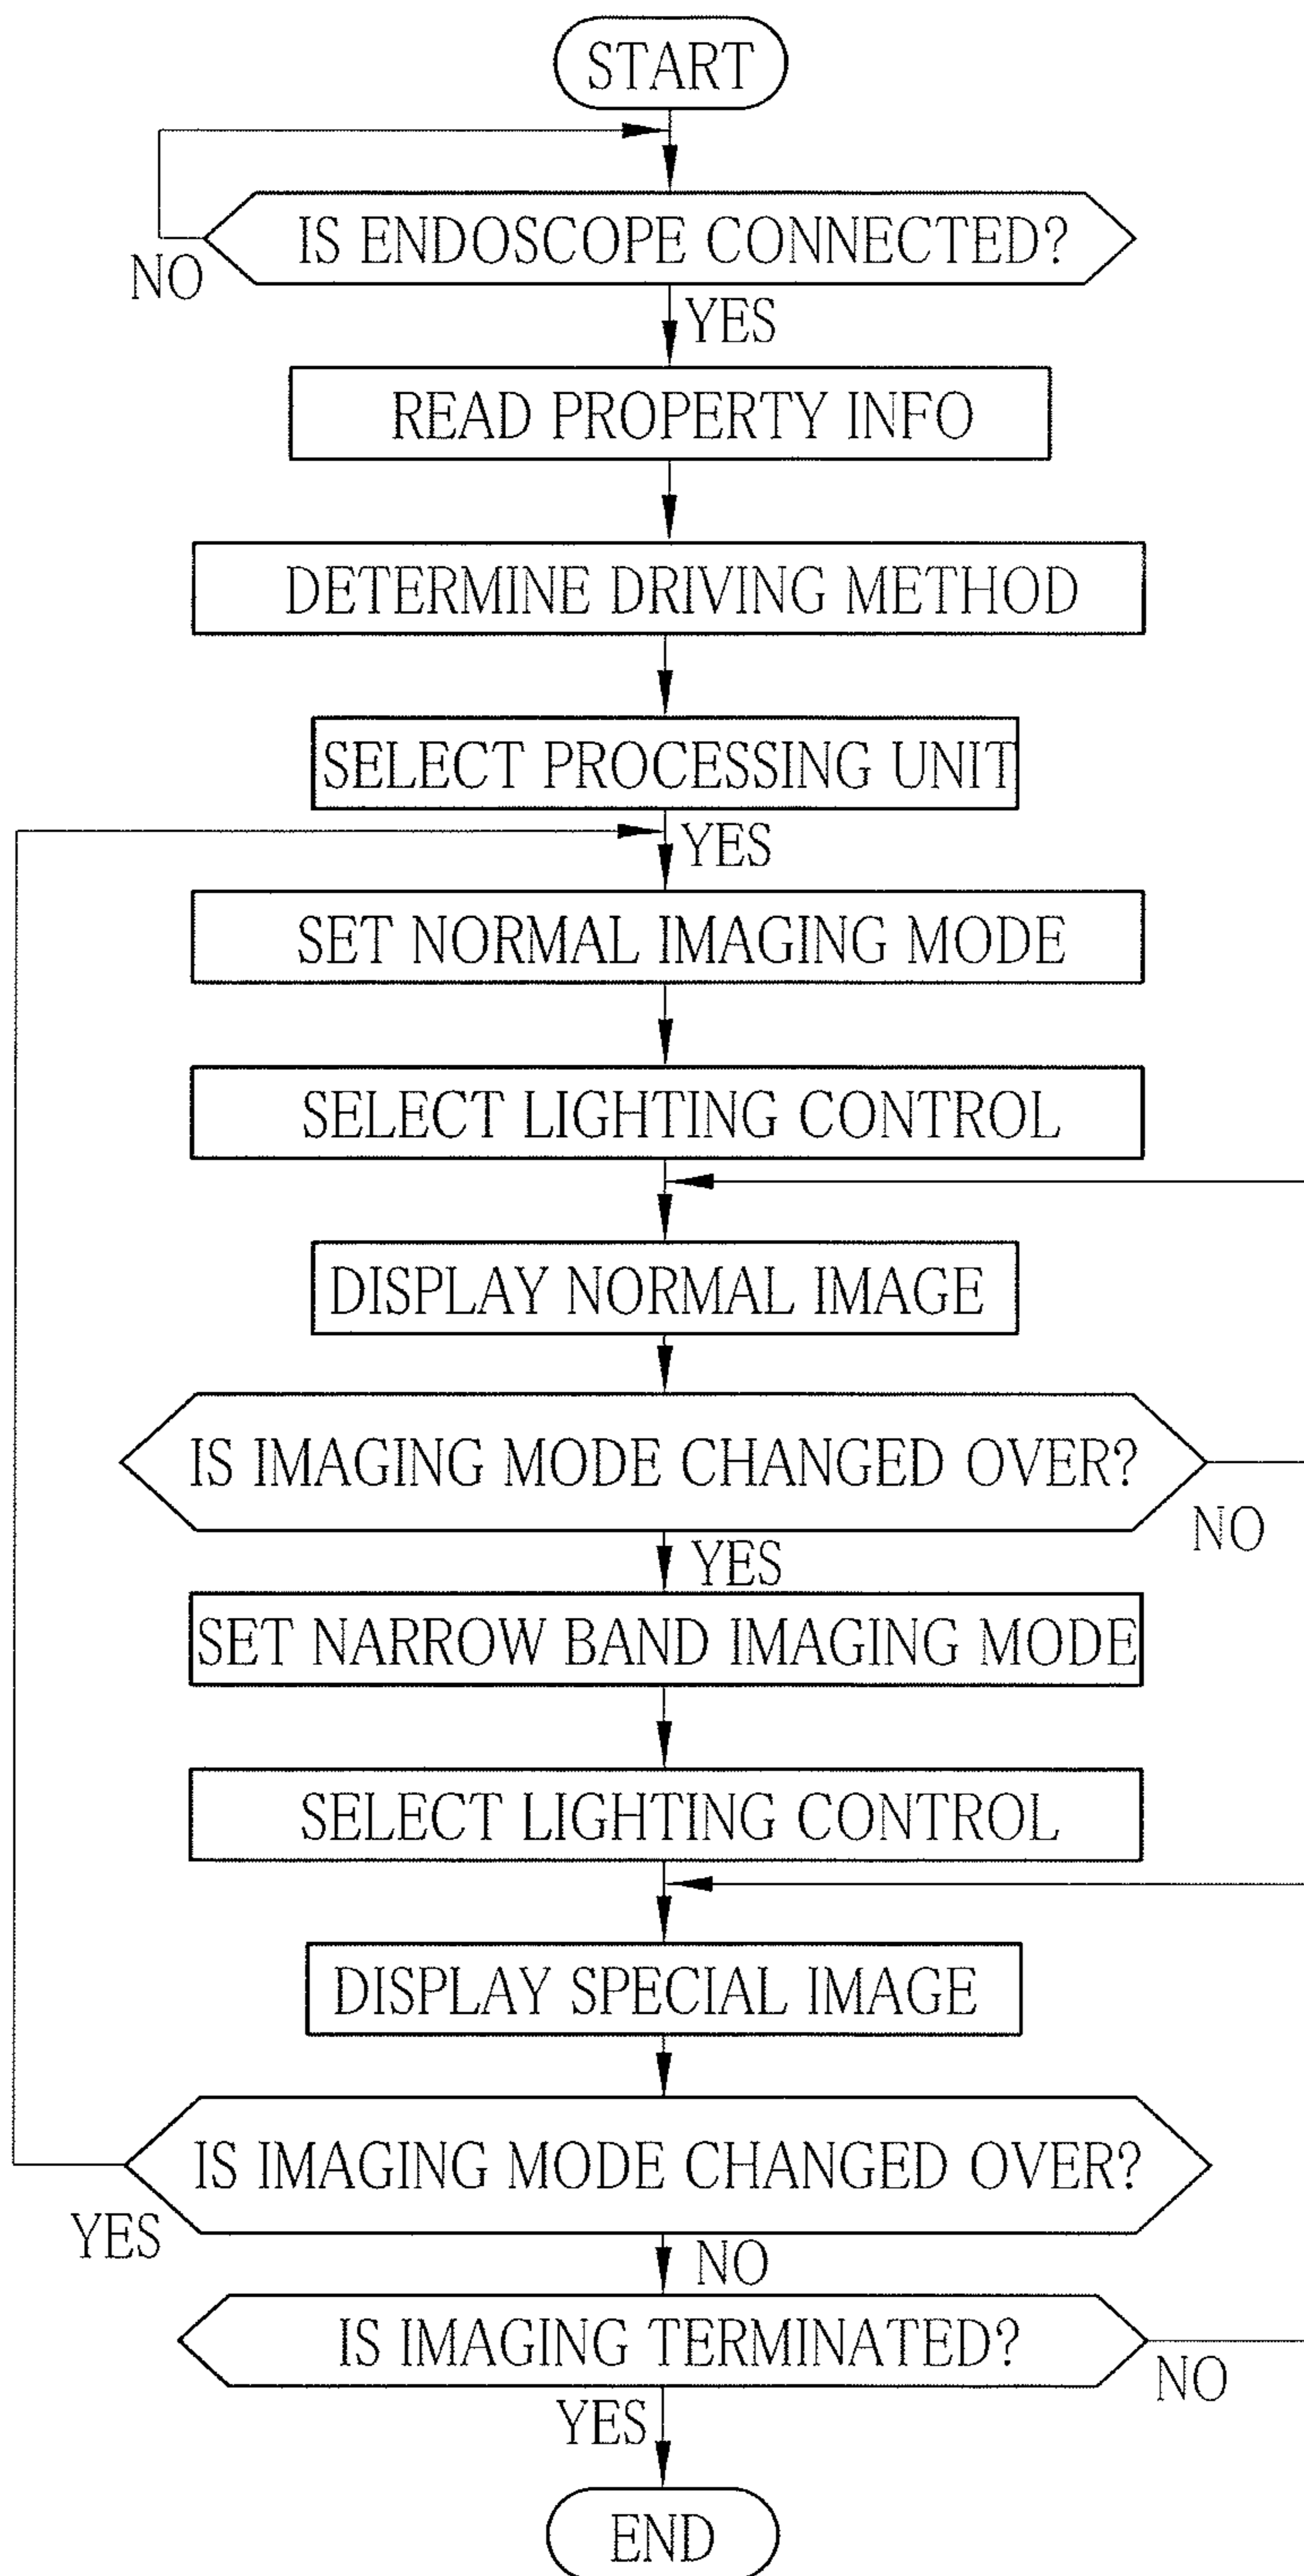 START
IS ENDOSCOPE CONNECTED?
NO
YES
READ PROPERTY INFO
DETERMINE DRIVING METHOD
SELECT PROCESSING UNIT
YES
SET NORMAL IMAGING MODE
SELECT LIGHTING CONTROL
DISPLAY NORMAL IMAGE
IS IMAGING MODE CHANGED OVER?
NO
YES
SET NARROW BAND IMAGING MODE
SELECT LIGHTING CONTROL
DISPLAY SPECIAL IMAGE
IS IMAGING MODE CHANGED OVER?
YES
NO
IS IMAGING TERMINATED?
NO
YES
END